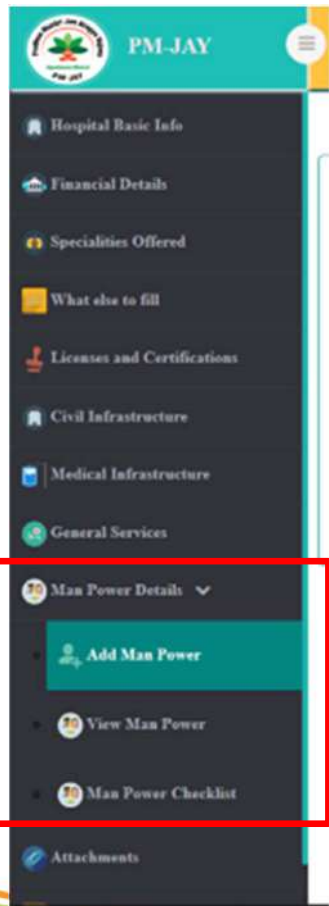 PM-JAY
Hospital Basic Info
Financial Details
Specialities Offered
What else to fill
Licenses and Certifications
Civil Infrastructure
Medical Infrastructure
General Services
Man Power Details
Add Man Power
View Man Power
Man Power Checklist
Attachments